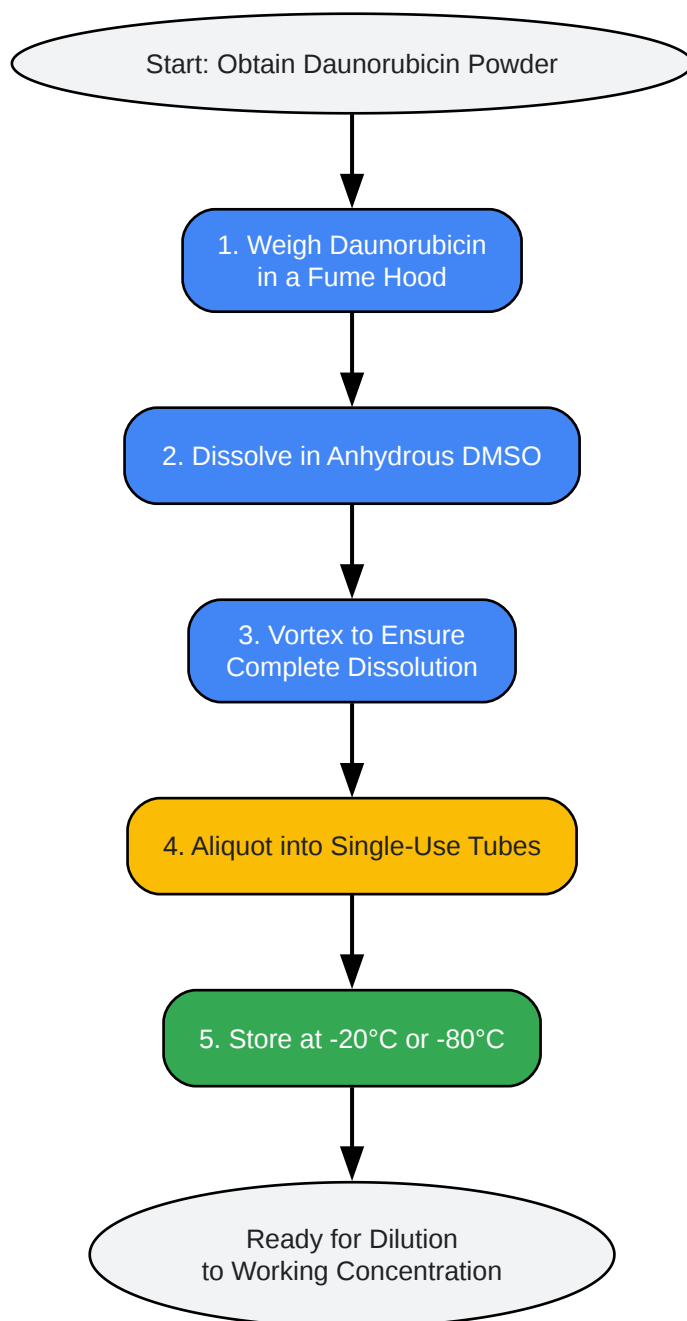 Start: Obtain Daunorubicin Powder
1. Weigh Daunorubicin
in a Fume Hood
2. Dissolve in Anhydrous DMSO
3. Vortex to Ensure
Complete Dissolution
4. Aliquot into Single-Use Tubes
5. Store at -20°C or -80°C
Ready for Dilution
to Working Concentration